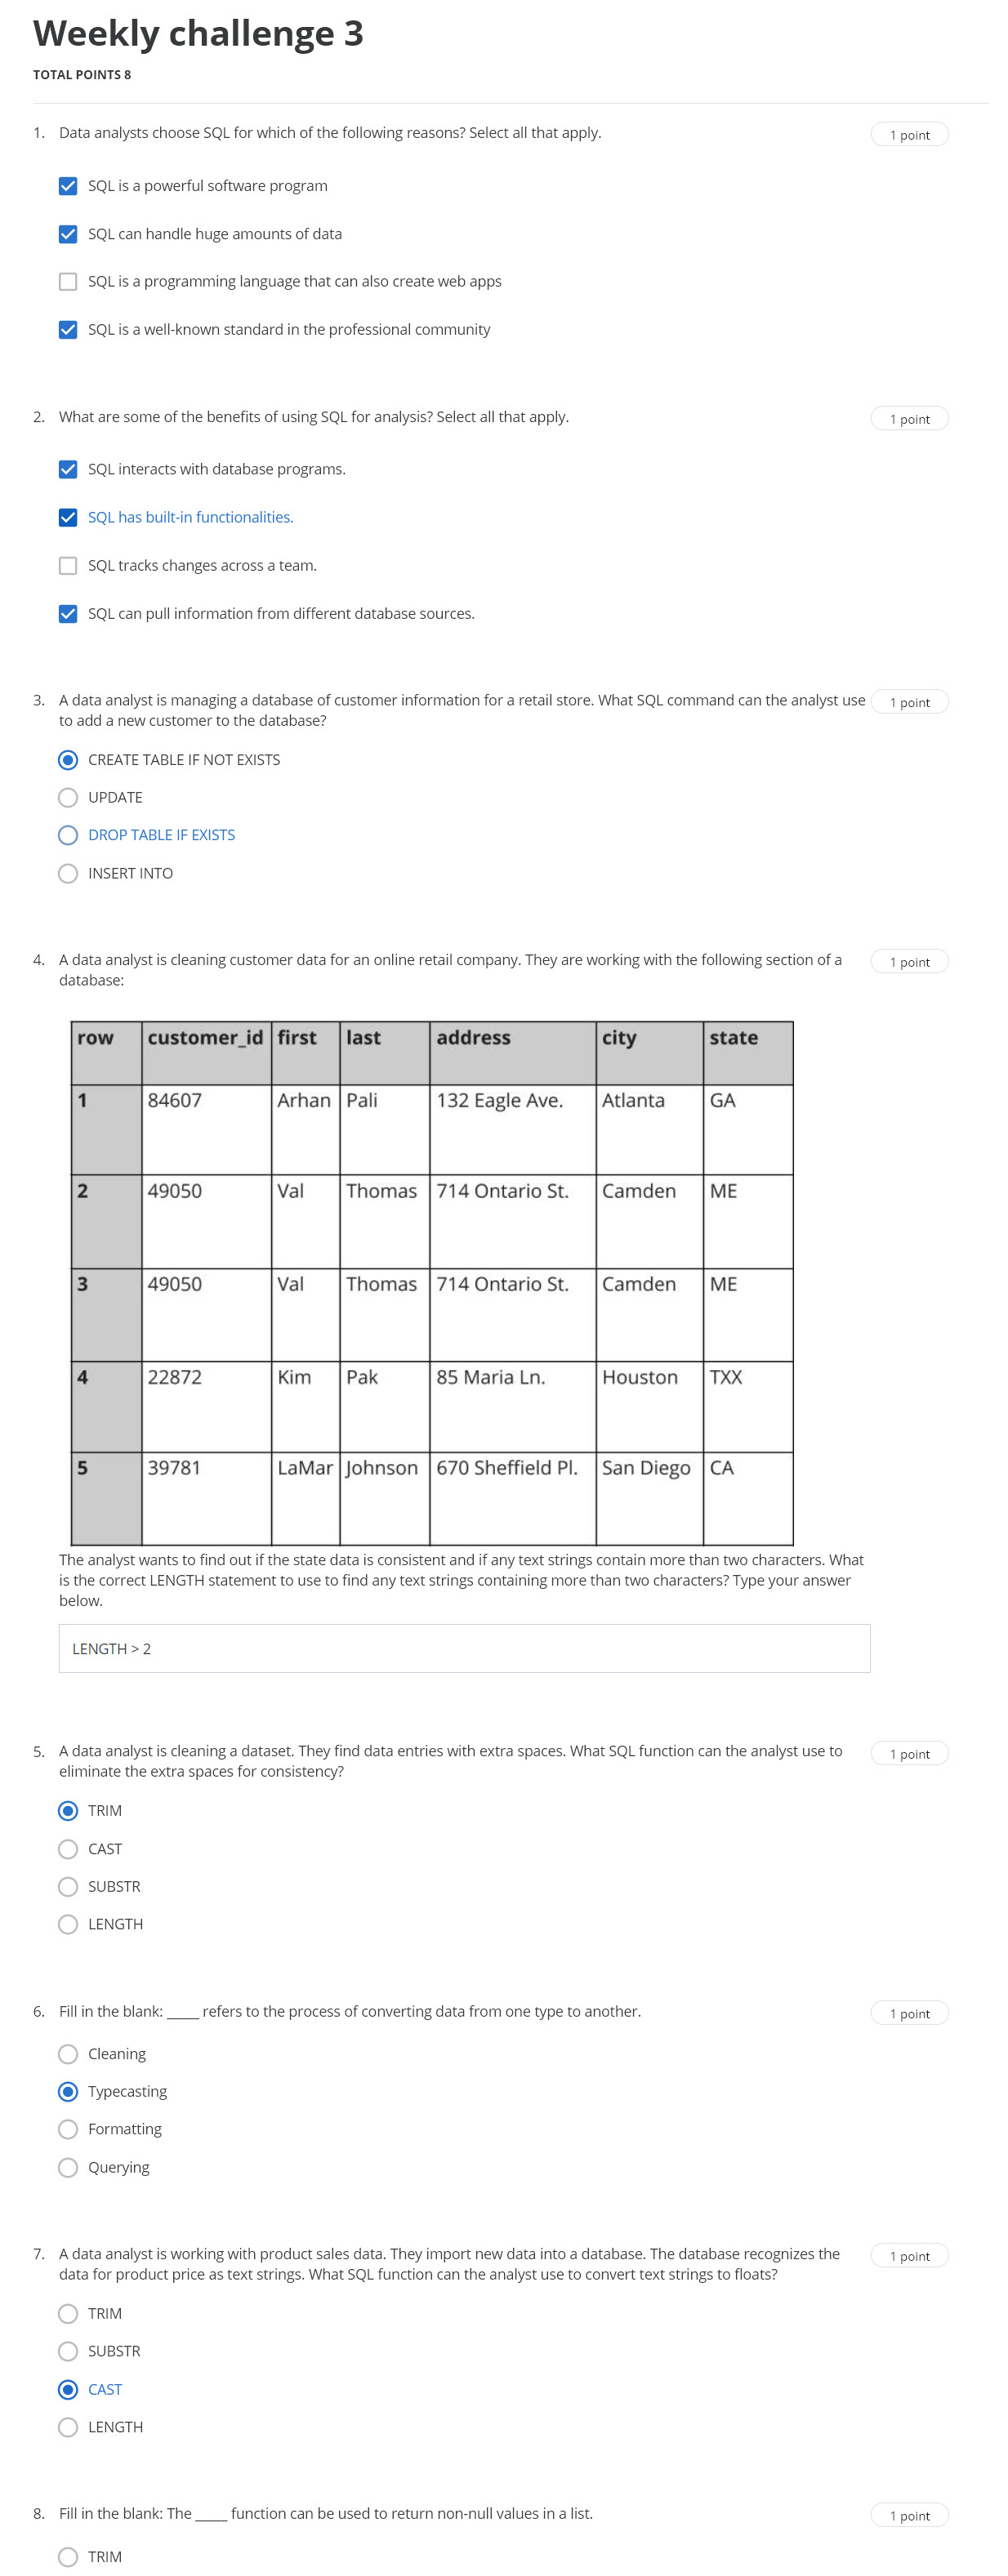 Weekly challenge 3
TOTAL POINTS 8
1. Data analysts choose SQL for which of the following reasons? Select all that apply.
1 point
SQL is a powerful software program
SQL can handle huge amounts of data
SQL is a programming language that can also create web apps
SQL is a well-known standard in the professional community
2. What are some of the benefits of using SQL for analysis? Select all that apply.
1 point
SQL interacts with database programs.
SQL has built-in functionalities.
SQL tracks changes across a team.
SQL can pull information from different database sources.
3. A data analyst is managing a database of customer information for a retail store. What SQL command can the analyst use
1 point
to add a new customer to the database?
CREATE TABLE IF NOT EXISTS
UPDATE
DROP TABLE IF EXISTS
INSERT INTO
4. A data analyst is cleaning customer data for an online retail company. They are working with the following section of a
1 point
database:
row customer_id first last address city state
1 84607 Arhan Pali 132 Eagle Ave. Atlanta GA
2 49050 Val Thomas 714 Ontario St. Camden ME
3 49050 Val Thomas 714 Ontario St. Camden ME
4 22872 Kim Pak 85 Maria Ln. Houston TXX
5 39781 LaMar Johnson 670 Sheffield Pl. San Diego CA
The analyst wants to find out if the state data is consistent and if any text strings contain more than two characters. What
is the correct LENGTH statement to use to find any text strings containing more than two characters? Type your answer
below.
LENGTH > 2
5. A data analyst is cleaning a dataset. They find data entries with extra spaces. What SQL function can the analyst use to
1 point
eliminate the extra spaces for consistency?
TRIM
CAST
SUBSTR
LENGTH
6. Fill in the blank: _____ refers to the process of converting data from one type to another.
1 point
Cleaning
Typecasting
Formatting
Querying
7. A data analyst is working with product sales data. They import new data into a database. The database recognizes the
1 point
data for product price as text strings. What SQL function can the analyst use to convert text strings to floats?
TRIM
SUBSTR
CAST
LENGTH
8. Fill in the blank: The _____ function can be used to return non-null values in a list.
1 point
TRIM